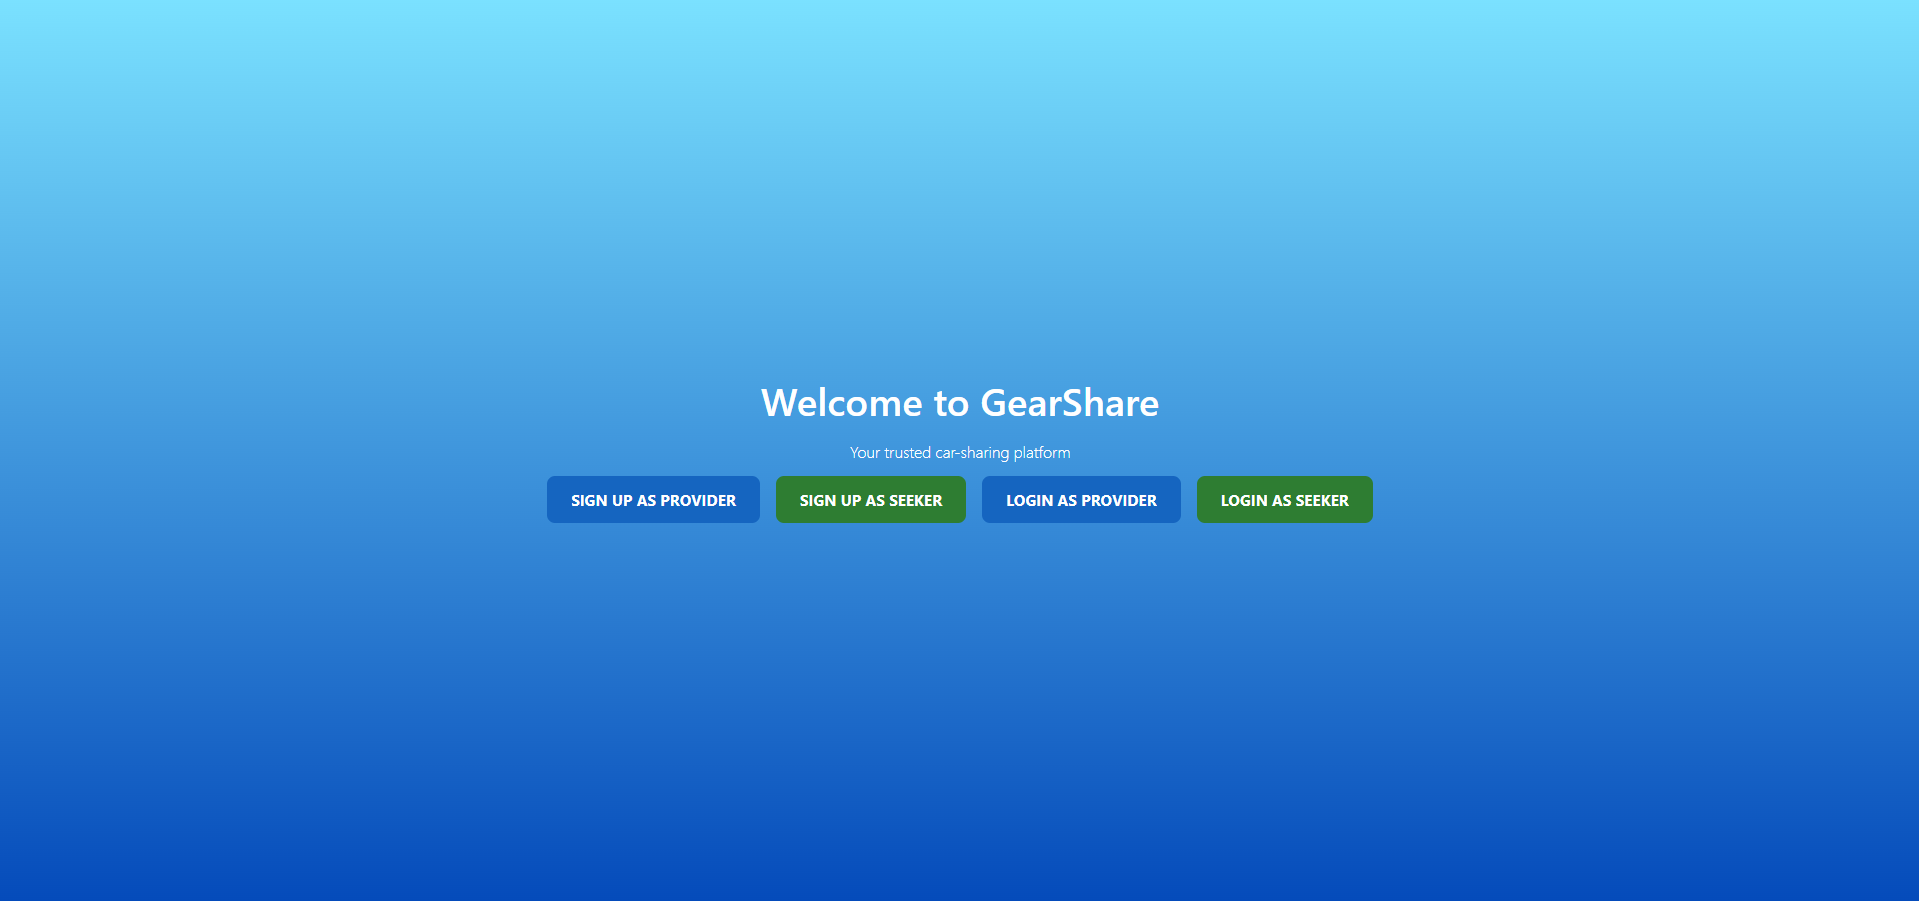 Welcome to GearShare
Your trusted car-sharing platform
SIGN UP AS PROVIDER SIGN UP AS SEEKER LOGIN AS PROVIDER LOGIN AS SEEKER